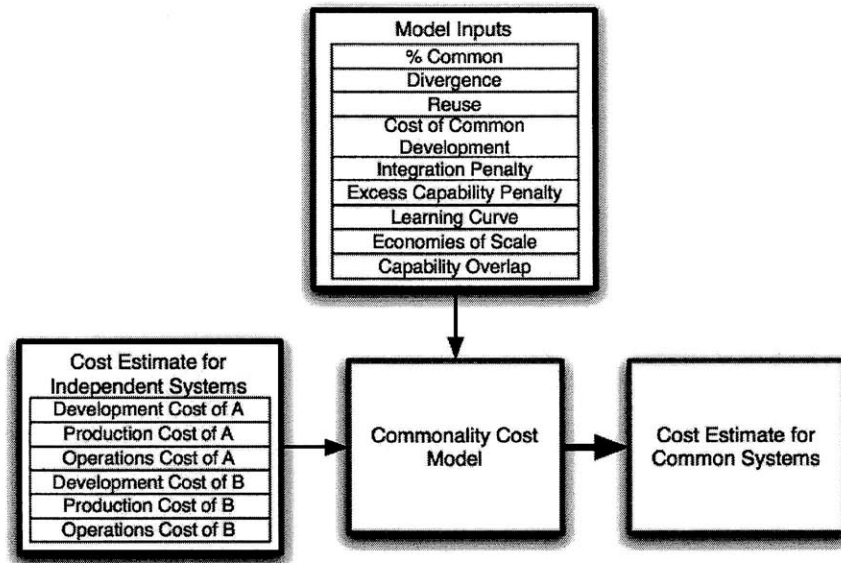 Model Inputs
% Common
Divergence
Reuse
Cost of Common
Development
Integration Penalty
Excess Capability Penalty
Learning Curve
Economies of Scale
Capability Overlap
Cost Estimate for
Independent Systems
Development Cost of A
Production Cost of A
Operations Cost of A
Development Cost of B
Production Cost of B
Operations Cost of B
Commonality Cost
Model
Cost Estimate for
Common Systems